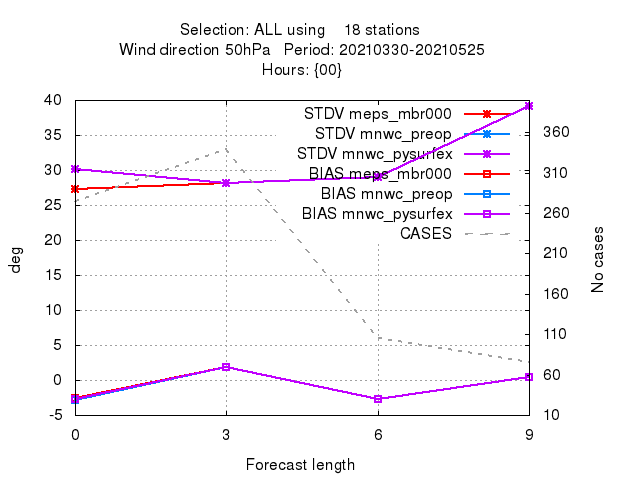 Selection: ALL using    18 stations
Wind direction 50hPa   Period: 20210330-20210525
Hours: {00}
STDV meps_mbr000
STDV mnwc_preop
STDV mnwc_pysurfex
BIAS meps_mbr000
BIAS mnwc_preop
BIAS mnwc_pysurfex
CASES
40
35
30
25
20
15
10
5
0
-5
deg
360
310
260
210
160
110
60
10
No cases
0 3 6 9
Forecast length